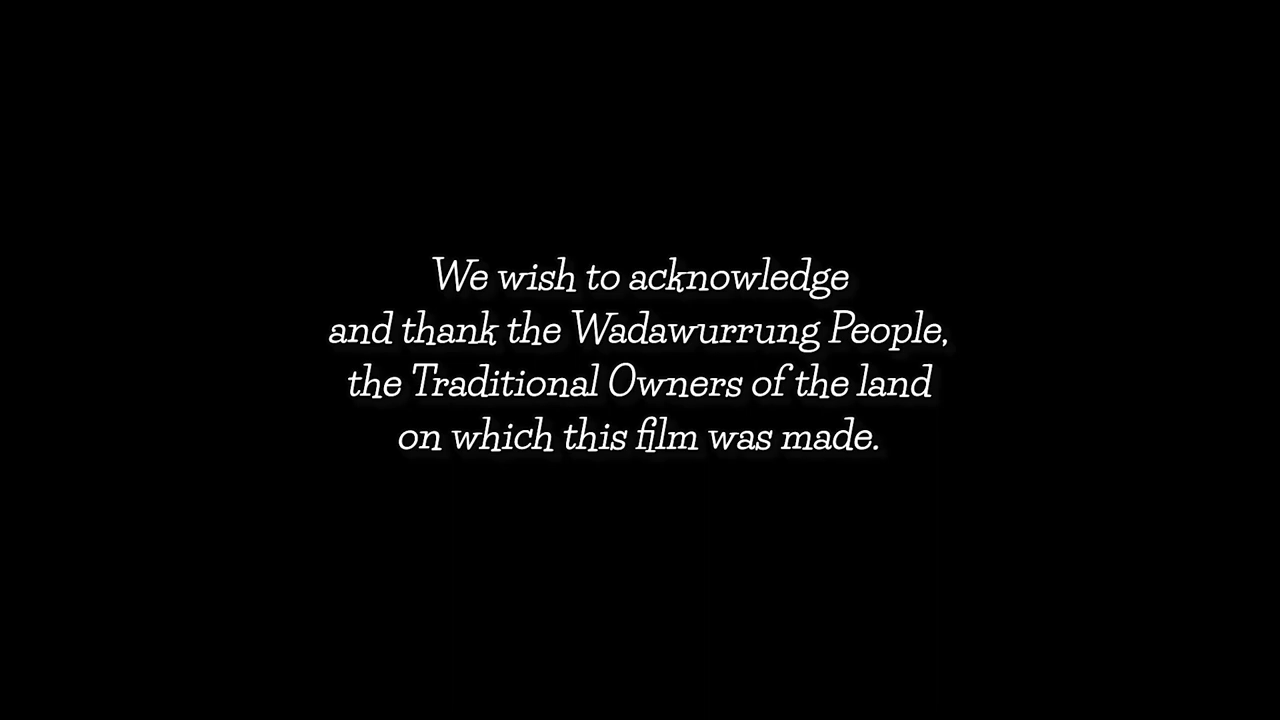 We wish to acknowledge
and thank the Wadawurrung People,
the Traditional Owners of the land
on which this film was made.